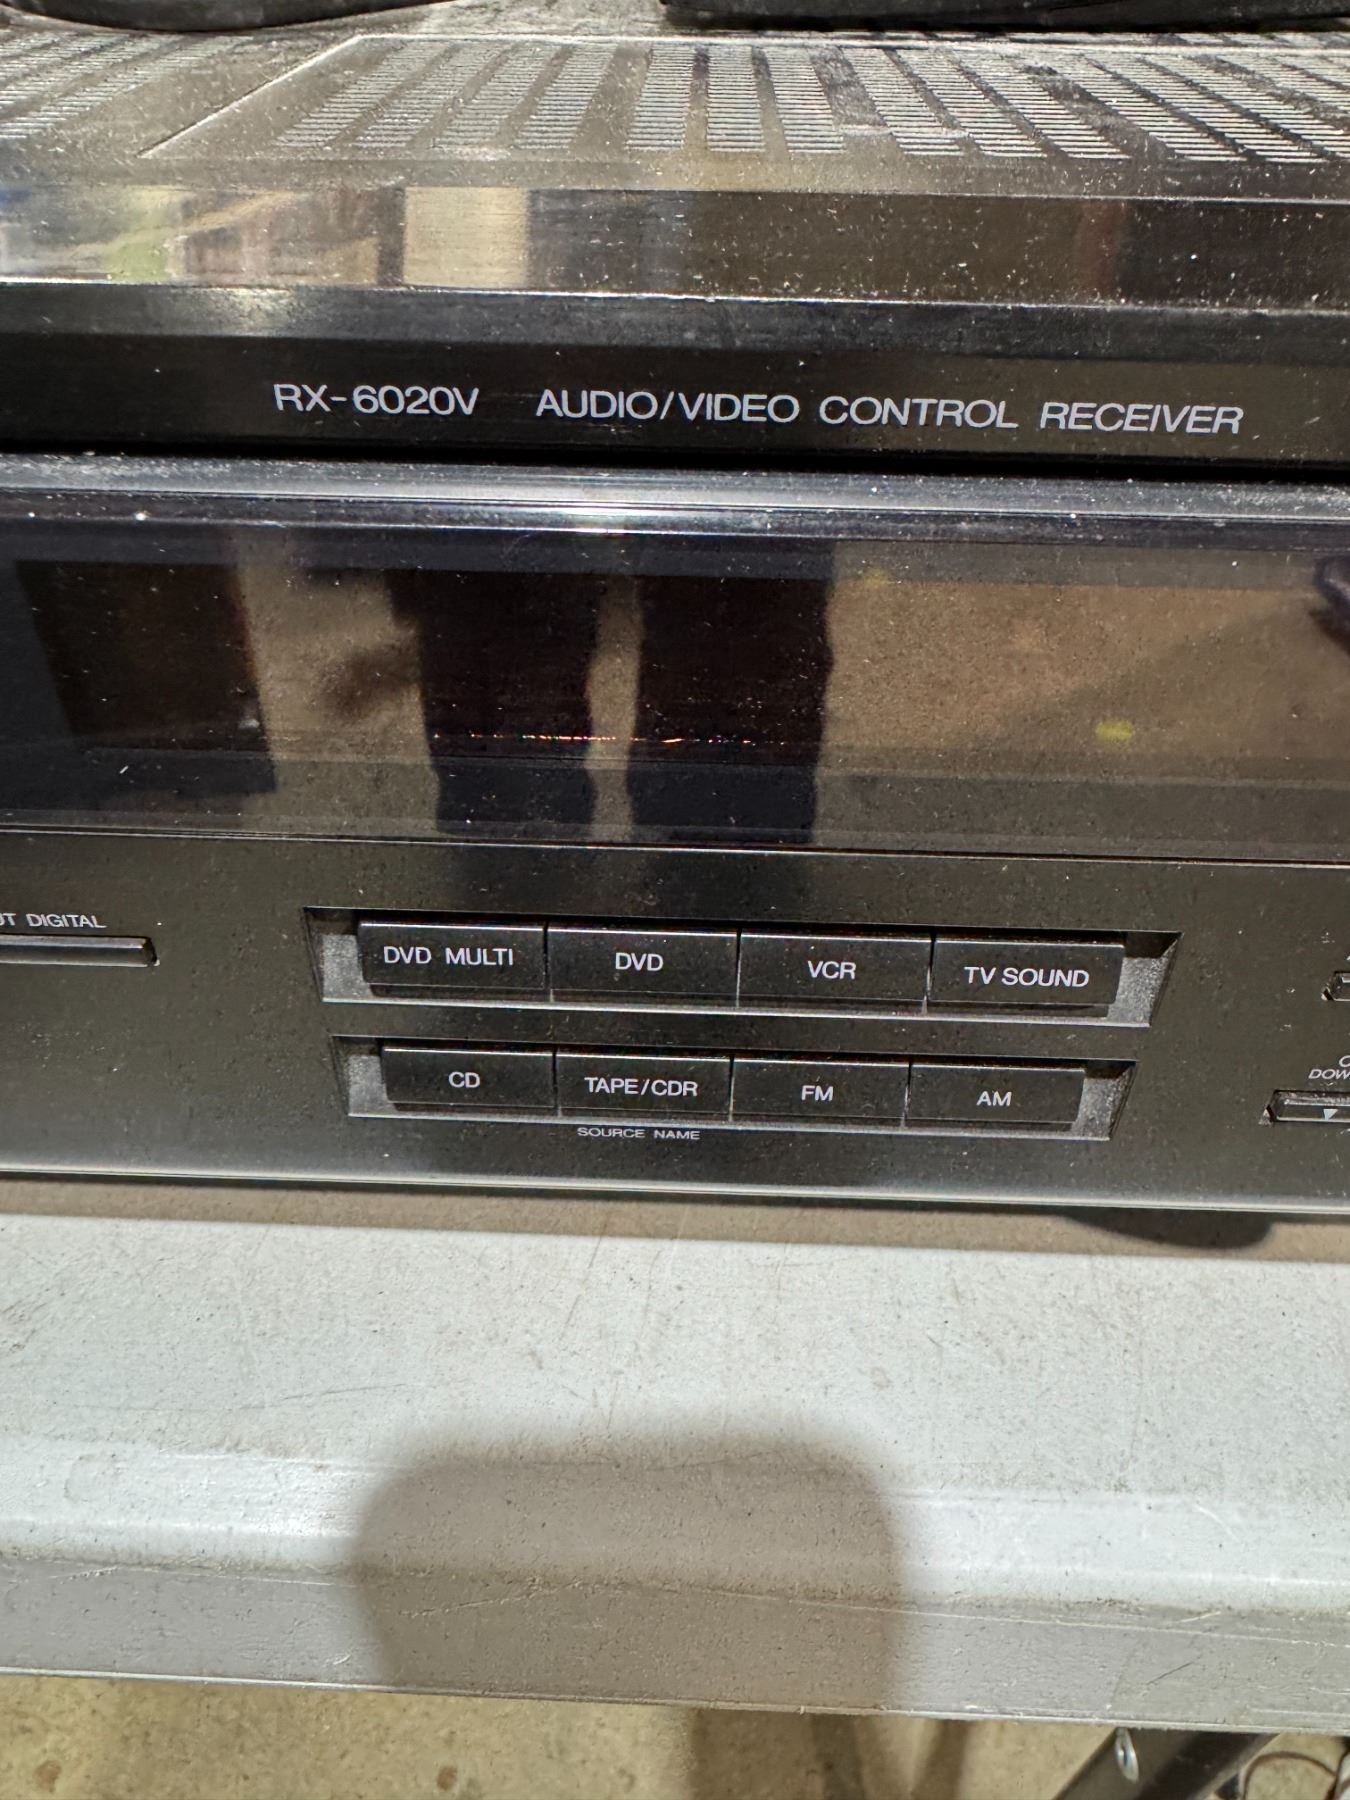 RX-6020V AUDIO/VIDEO CONTROL RECEIVER
DIGITAL
DVD MULTI DVD VCR TV SOUND
CD TAPE/CDR FM AM
SOURCE NAME